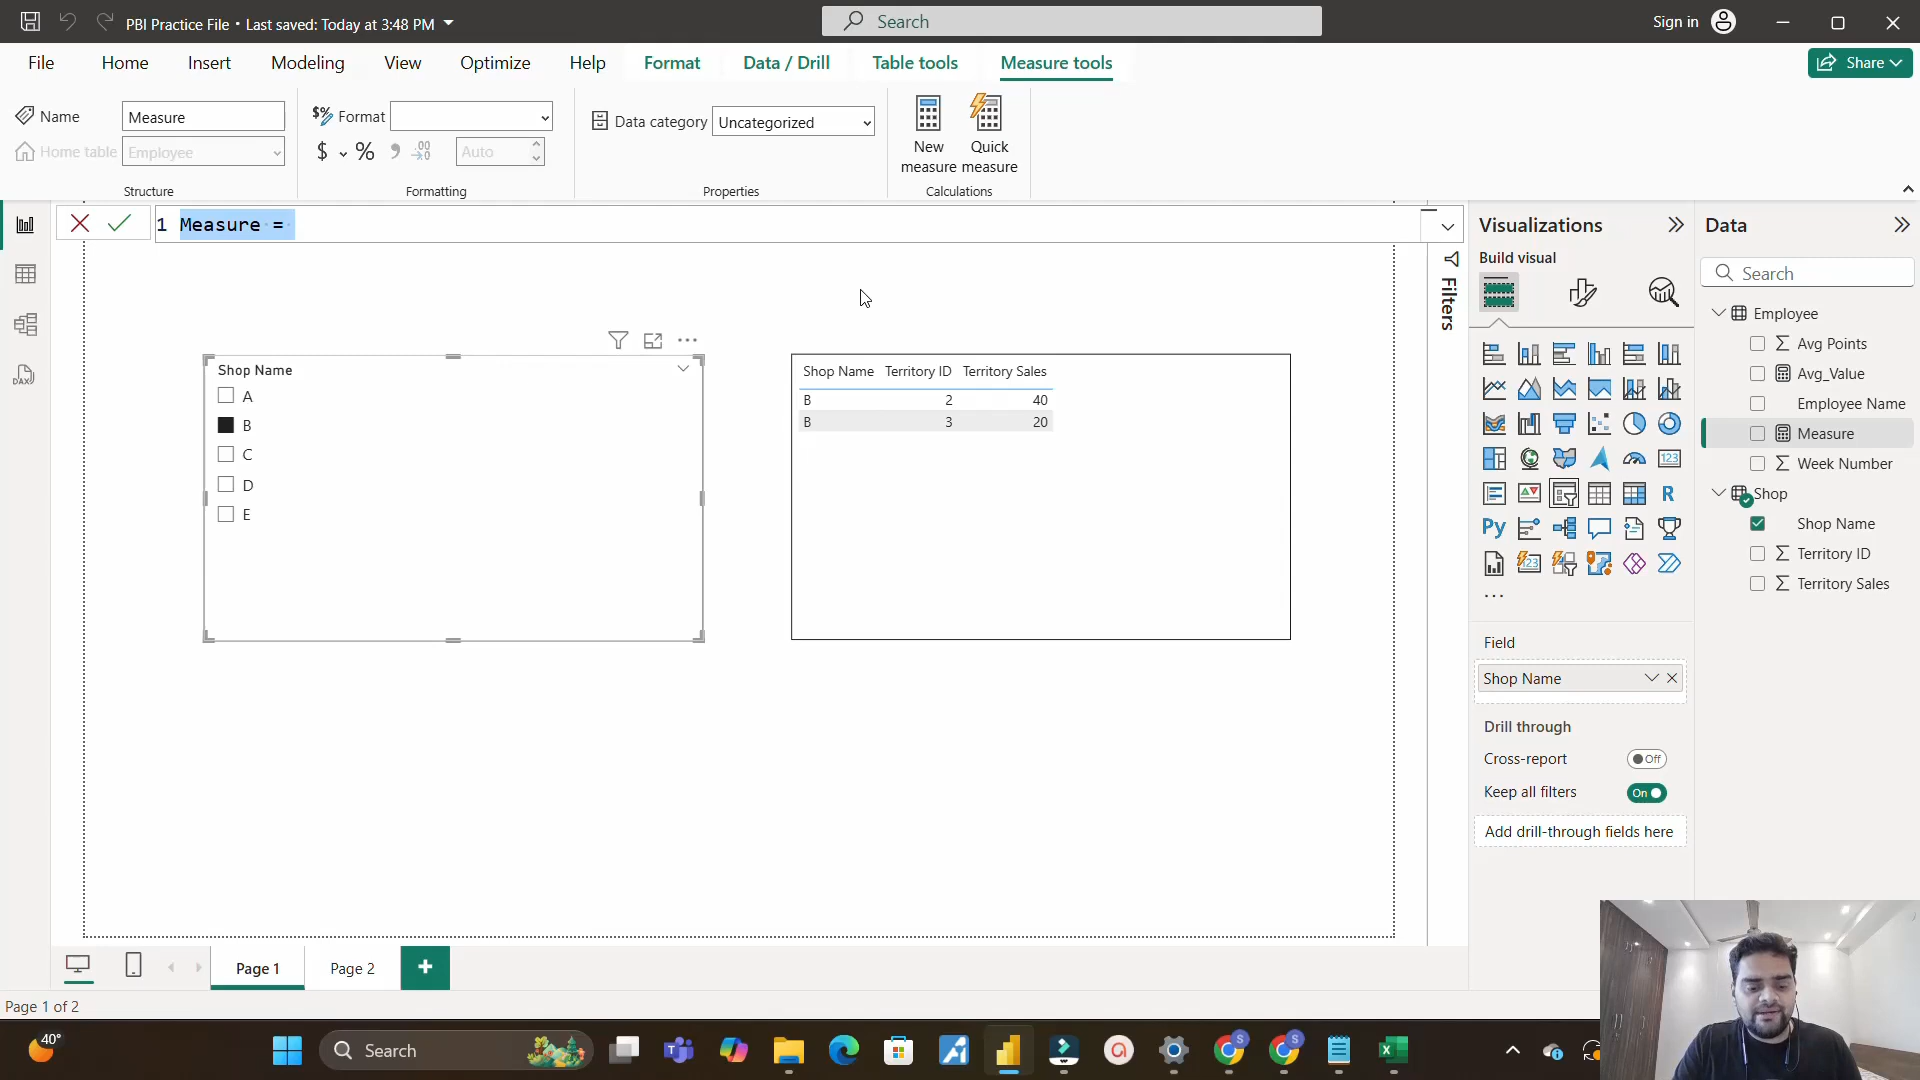 PBI Practice File • Last saved: Today at 3:48 PM
Search
Sign in
File Home Insert Modeling View Optimize Help Format Data / Drill Table tools Measure tools
Share
Name Measure
Home table Employee
Structure
$% Format
$ % , .00 Auto
Formatting
Data category Uncategorized
Properties
New measure
Quick measure
Calculations
1 Measure =
Shop Name
A
B
C
D
E
Shop Name Territory ID Territory Sales
B 2 40
B 3 20
Filters
Visualizations
Build visual
123
R
Py
123
Field
Shop Name
Drill through
Cross-report Off
Keep all filters On
Add drill-through fields here
Data
Search
Employee
Avg Points
Avg_Value
Employee Name
Measure
Week Number
Shop
Shop Name
Territory ID
Territory Sales
DAX
Page 1 Page 2 +
Page 1 of 2
40°
Search